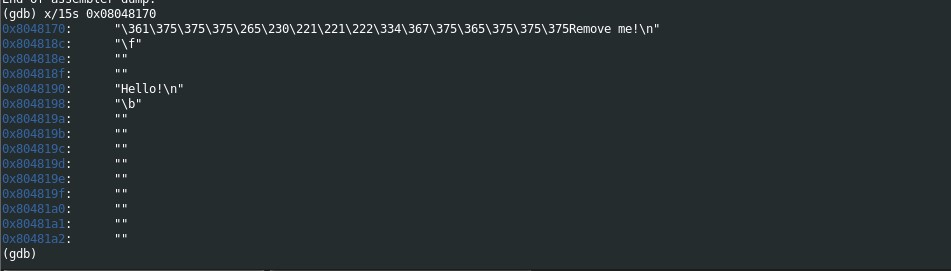 End of assembler dump.
(gdb) x/15s 0x08048170
0x8048170:      "\361\375\375\375\265\230\221\221\222\334\367\375\365\375\375\375Remove me!\n"
0x804818c:      "\f"
0x804818e:      ""
0x804818f:      ""
0x8048190:      "Hello!\n"
0x8048198:      "\b"
0x804819a:      ""
0x804819b:      ""
0x804819c:      ""
0x804819d:      ""
0x804819e:      ""
0x804819f:      ""
0x80481a0:      ""
0x80481a1:      ""
0x80481a2:      ""
(gdb)